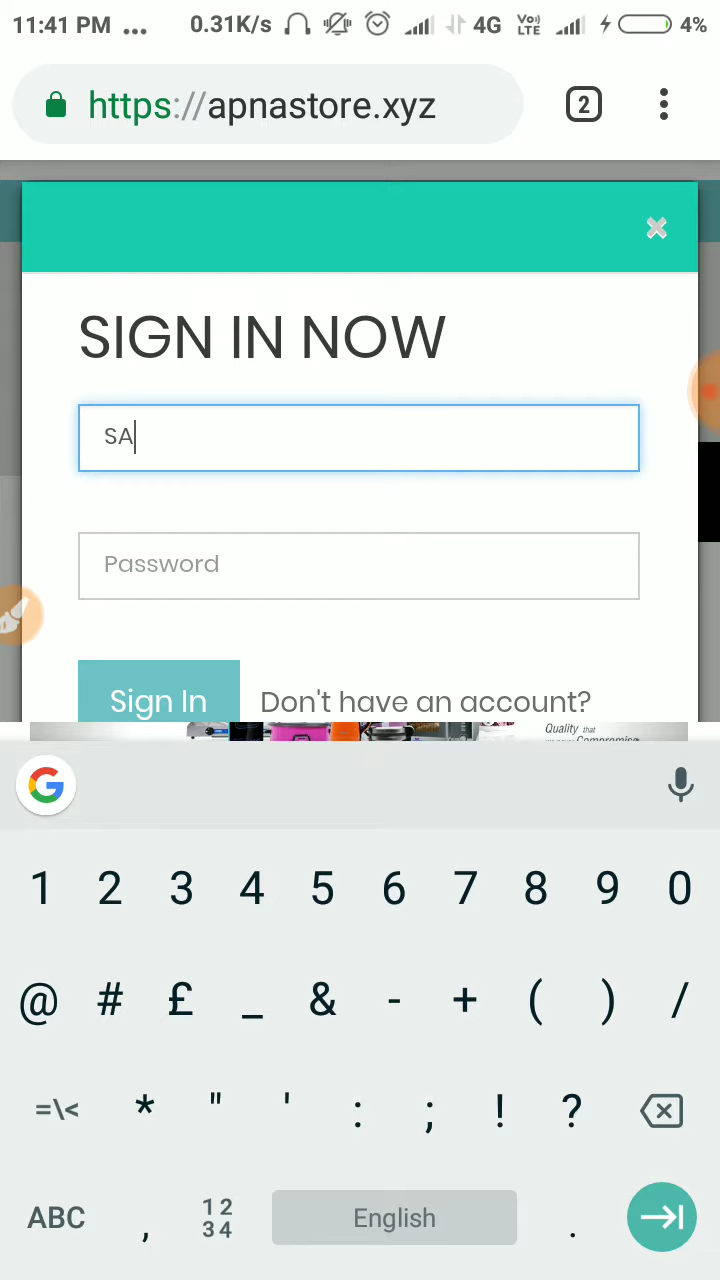 11:41 PM ... 0.31K/s 4G Vo) LTE 4%
https://apnastore.xyz 2
SIGN IN NOW
SA
Password
Sign In Don't have an account?
Quality that
1 2 3 4 5 6 7 8 9 0
@ # £ _ & - + ( ) /
=\< * " ' : ; ! ?
ABC , 12 34 English .